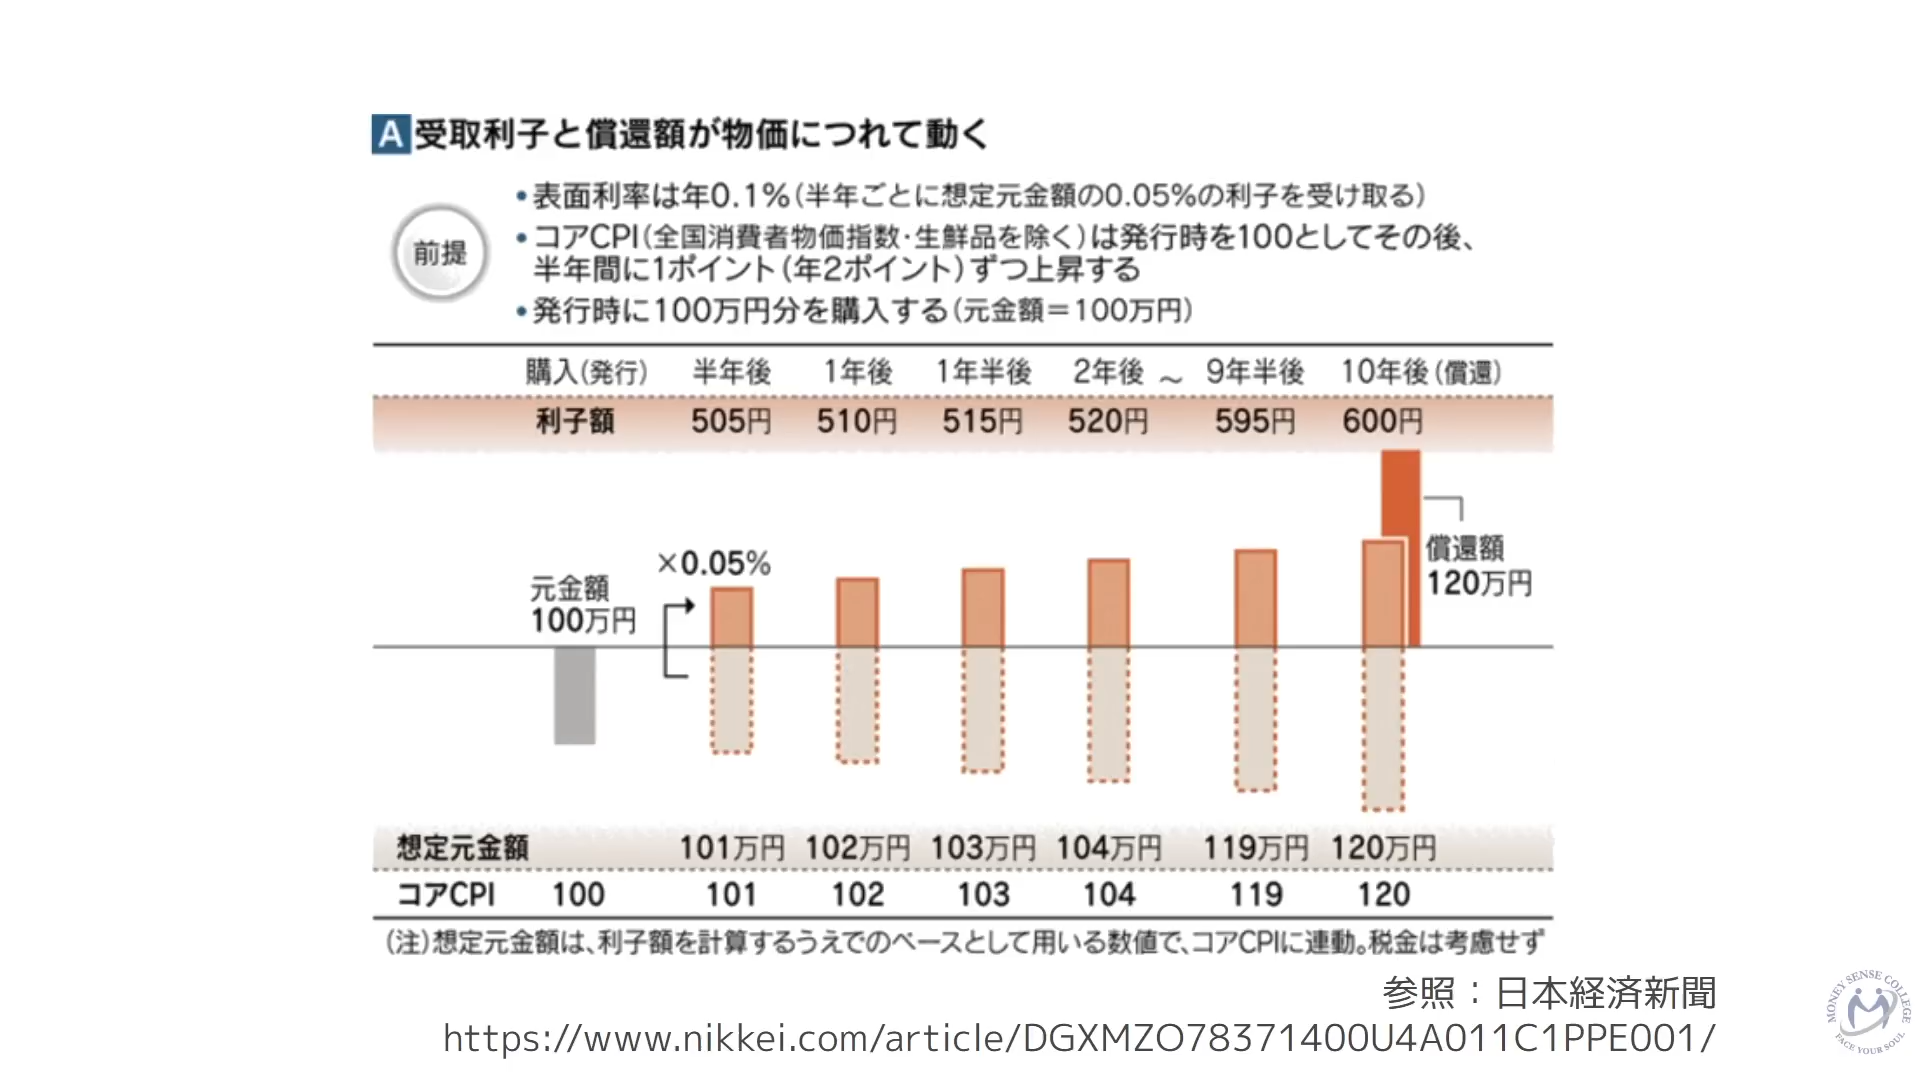 A 受取利子と償還額が物価につれて動く
前提
•表面利率は年0.1%(半年ごとに想定元金額の0.05%の利子を受け取る)
•コアCPI(全国消費者物価指数・生鮮品を除く)は発行時を100としてその後、
半年間に1ポイント(年2ポイント)ずつ上昇する
•発行時に100万円分を購入する(元金額=100万円)
購入(発行) 半年後 1年後 1年半後 2年後 〜 9年半後 10年後(償還)
利子額 505円 510円 515円 520円 595円 600円
×0.05%
元金額
100万円
償還額
120万円
想定元金額 101万円 102万円 103万円 104万円 119万円 120万円
コアCPI 100 101 102 103 104 119 120
(注)想定元金額は、利子額を計算するうえでのベースとして用いる数値で、コアCPIに連動。税金は考慮せず
参照：日本経済新聞
https://www.nikkei.com/article/DGXMZO78371400U4A011C1PPE001/
MONEY SENSE COLLEGE
FACE YOUR SOUL